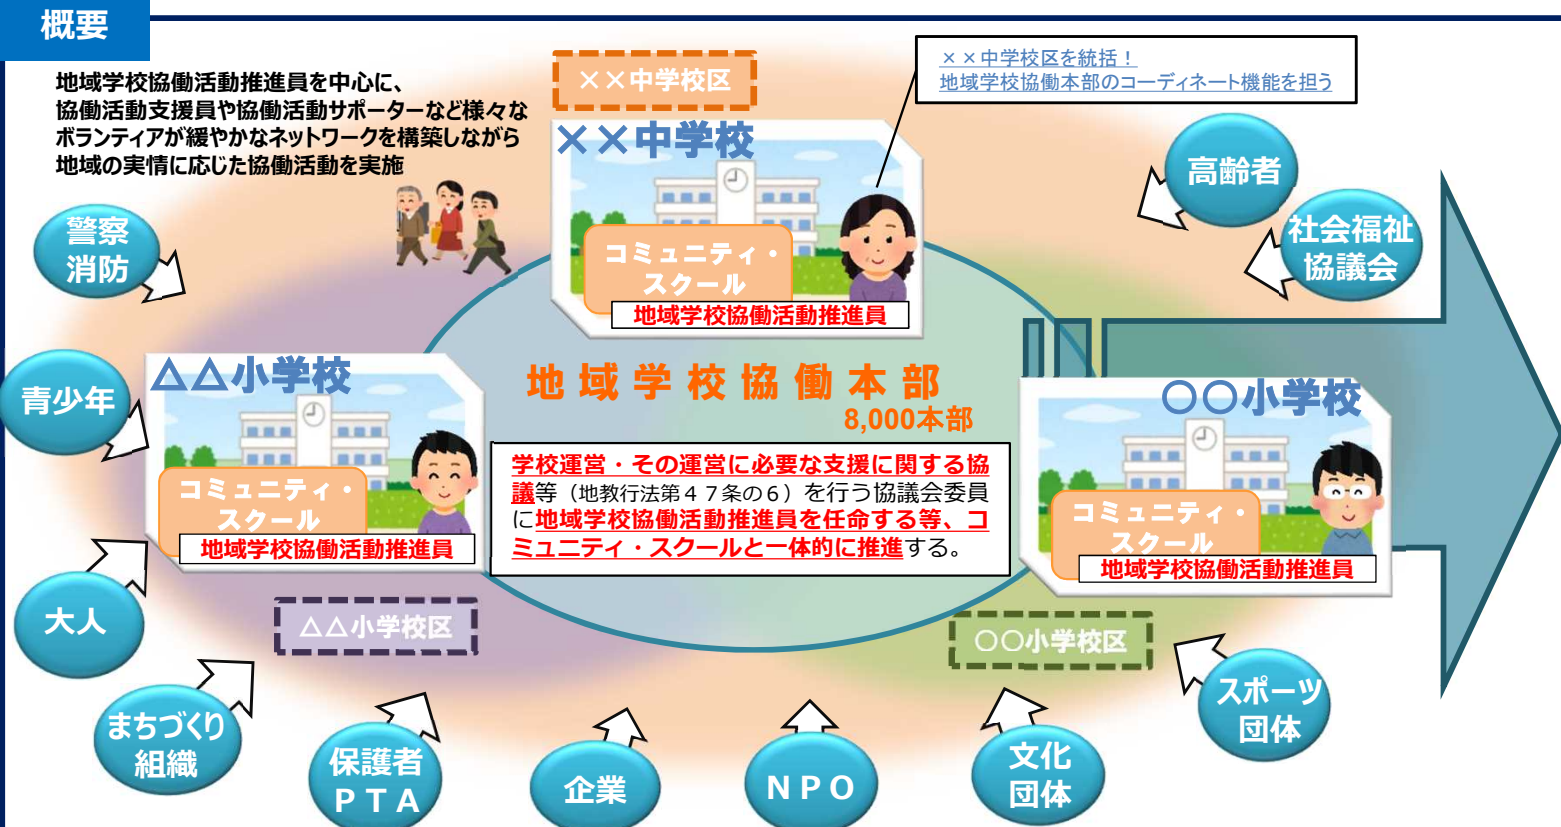 概要
地域学校協働活動推進員を中心に、
協働活動支援員や協働活動サポーターなど様々な
ボランティアが緩やかなネットワークを構築しながら
地域の実情に応じた協働活動を実施
××中学校区
××中学校区を統括！
地域学校協働本部のコーディネート機能を担う
××中学校
コミュニティ・
スクール
地域学校協働活動推進員
高齢者
社会福祉
協議会
警察
消防
青少年
△△小学校
コミュニティ・
スクール
地域学校協働活動推進員
地域学校協働本部
8,000本部
学校運営・その運営に必要な支援に関する協
議等（地教行法第４７条の６）を行う協議会委員
に地域学校協働活動推進員を任命する等、コ
ミュニティ・スクールと一体的に推進する。
○○小学校
コミュニティ・
スクール
地域学校協働活動推進員
大人
△△小学校区
○○小学校区
まちづくり
組織
保護者
ＰＴＡ
企業
ＮＰＯ
文化
団体
スポーツ
団体